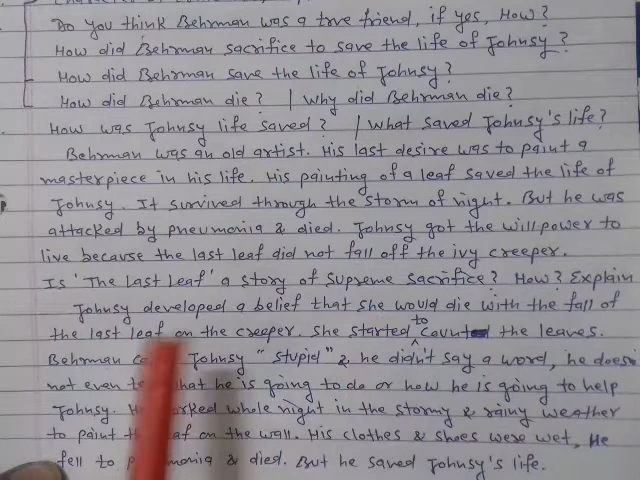 Do you think Behrman was a true friend, if yes, How?
How did Behrman sacrifice to save the life of Johnsy?
How did Behrman save the life of Johnsy?
How did Behrman die? | Why did Behrman die?
How was Johnsy life saved? | What saved Johnsy's life?
Behrman was an old artist. His last desire was to paint a
masterpiece in his life. His painting of a leaf saved the life of
Johnsy. It survived through the storm of night. But he was
attacked by pneumonia & died. Johnsy got the will power to
live because the last leaf did not fall off the ivy creeper.
Is 'The Last Leaf' a story of Supreme Sacrifice? How? Explain
Johnsy developed a belief that she would die with the fall of
the last leaf on the creeper. She started to count the leaves.
Behrman Johnsy "stupid" & he didn't say a word, he does
not even that he is going to do or how he is going to help
Johnsy. worked whole night in the stormy & rainy weather
to paint the leaf on the wall. His clothes & shoes were wet, He
fell to pneumonia & died. But he saved Johnsy's life.